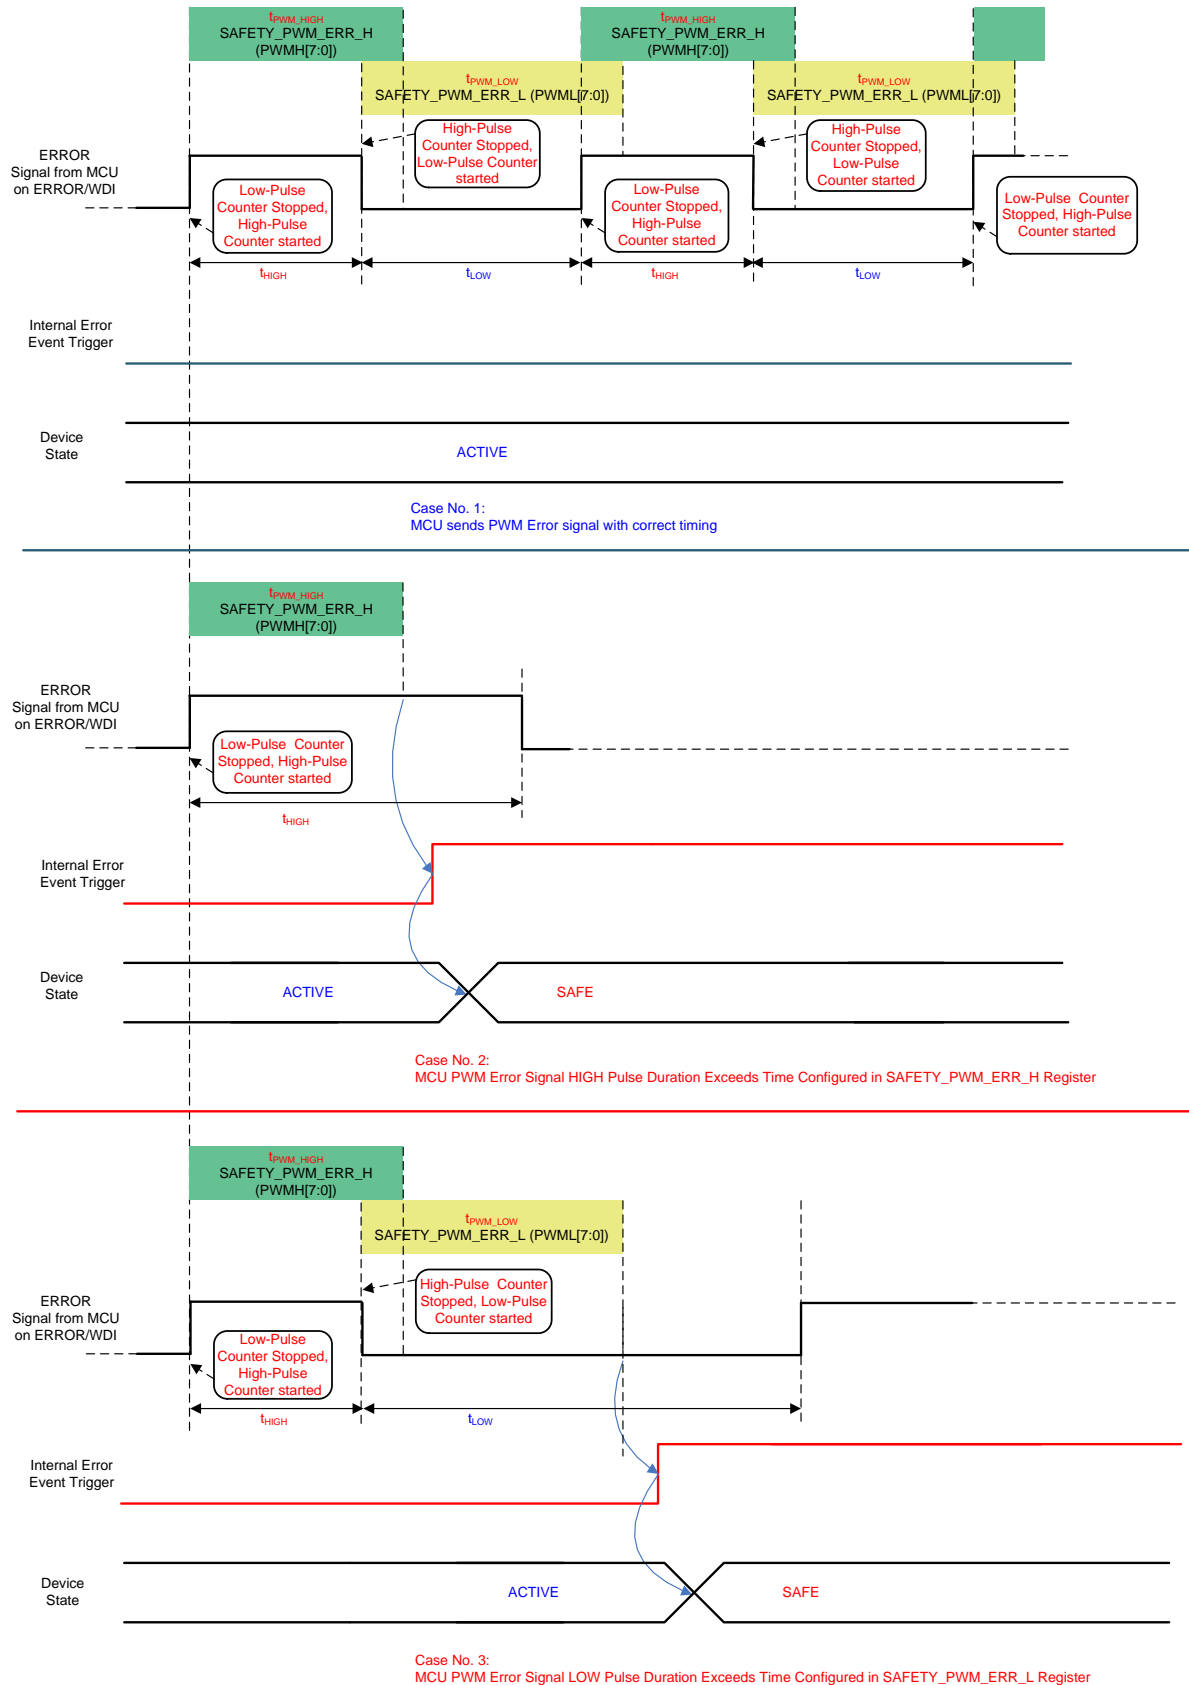 tPWM_HIGH
SAFETY_PWM_ERR_H
(PWMH[7:0])
tPWM_HIGH
SAFETY_PWM_ERR_H
(PWMH[7:0])
tPWM_LOW
SAFETY_PWM_ERR_L (PWML[7:0])
tPWM_LOW
SAFETY_PWM_ERR_L (PWML[7:0])
ERROR
Signal from MCU
on ERROR/WDI
High-Pulse
Counter Stopped,
Low-Pulse Counter
started
High-Pulse
Counter Stopped,
Low-Pulse
Counter started
Low-Pulse
Counter Stopped,
High-Pulse
Counter started
Low-Pulse
Counter Stopped,
High-Pulse
Counter started
Low-Pulse Counter
Stopped, High-Pulse
Counter started
tHIGH
tLOW
tHIGH
tLOW
Internal Error
Event Trigger
Device
State
ACTIVE
Case No. 1:
MCU sends PWM Error signal with correct timing
tPWM_HIGH
SAFETY_PWM_ERR_H
(PWMH[7:0])
ERROR
Signal from MCU
on ERROR/WDI
Low-Pulse Counter
Stopped, High-Pulse
Counter started
tHIGH
Internal Error
Event Trigger
Device
State
ACTIVE
SAFE
Case No. 2:
MCU PWM Error Signal HIGH Pulse Duration Exceeds Time Configured in SAFETY_PWM_ERR_H Register
tPWM_HIGH
SAFETY_PWM_ERR_H
(PWMH[7:0])
tPWM_LOW
SAFETY_PWM_ERR_L (PWML[7:0])
ERROR
Signal from MCU
on ERROR/WDI
High-Pulse Counter
Stopped, Low-Pulse
Counter started
Low-Pulse
Counter Stopped,
High-Pulse
Counter started
tHIGH
tLOW
Internal Error
Event Trigger
Device
State
ACTIVE
SAFE
Case No. 3:
MCU PWM Error Signal LOW Pulse Duration Exceeds Time Configured in SAFETY_PWM_ERR_L Register